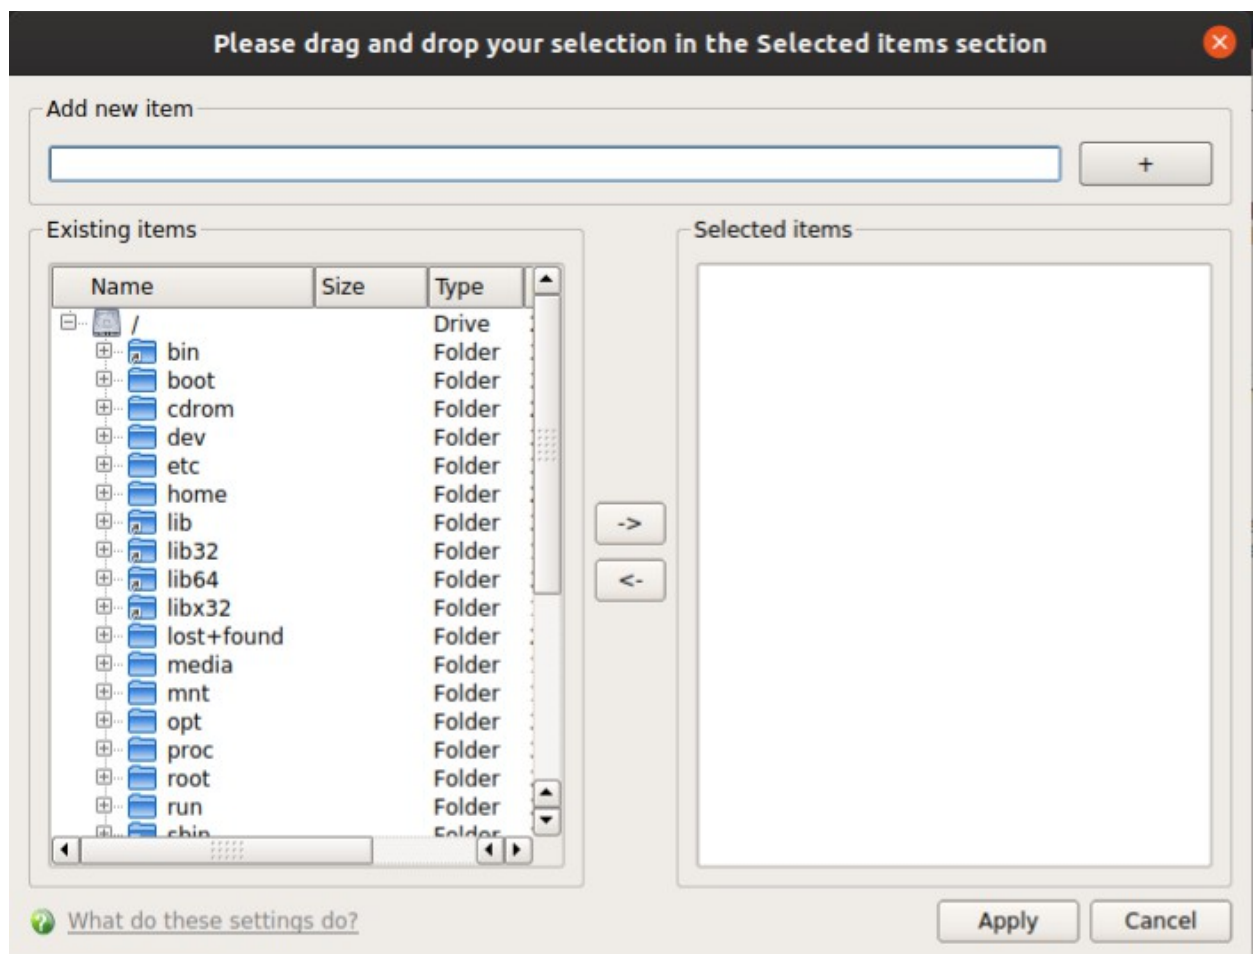 Please drag and drop your selection in the Selected items section
Add new item
+
Existing items
Selected items
Name Size Type
/ Drive
bin Folder
boot Folder
cdrom Folder
dev Folder
etc Folder
home Folder
lib Folder
->
lib32 Folder
lib64 Folder
<-
libx32 Folder
lost+found Folder
media Folder
mnt Folder
opt Folder
proc Folder
root Folder
run Folder
sbin Folder
What do these settings do?
Apply
Cancel